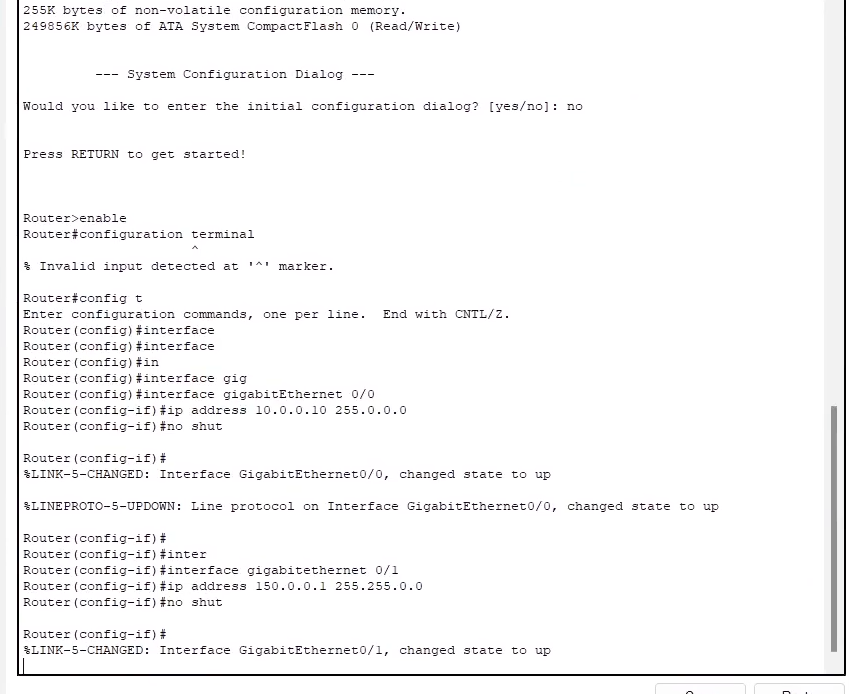 255K bytes of non-volatile configuration memory.
249856K bytes of ATA System CompactFlash 0 (Read/Write)
--- System Configuration Dialog ---
Would you like to enter the initial configuration dialog? [yes/no]: no
Press RETURN to get started!
Router>enable
Router#configuration terminal
^
% Invalid input detected at '^' marker.
Router#config t
Enter configuration commands, one per line.  End with CNTL/Z.
Router(config)#interface
Router(config)#interface
Router(config)#in
Router(config)#interface gig
Router(config)#interface gigabitEthernet 0/0
Router(config-if)#ip address 10.0.0.10 255.0.0.0
Router(config-if)#no shut
Router(config-if)#
%LINK-5-CHANGED: Interface GigabitEthernet0/0, changed state to up
%LINEPROTO-5-UPDOWN: Line protocol on Interface GigabitEthernet0/0, changed state to up
Router(config-if)#
Router(config-if)#inter
Router(config-if)#interface gigabitethernet 0/1
Router(config-if)#ip address 150.0.0.1 255.255.0.0
Router(config-if)#no shut
Router(config-if)#
%LINK-5-CHANGED: Interface GigabitEthernet0/1, changed state to up